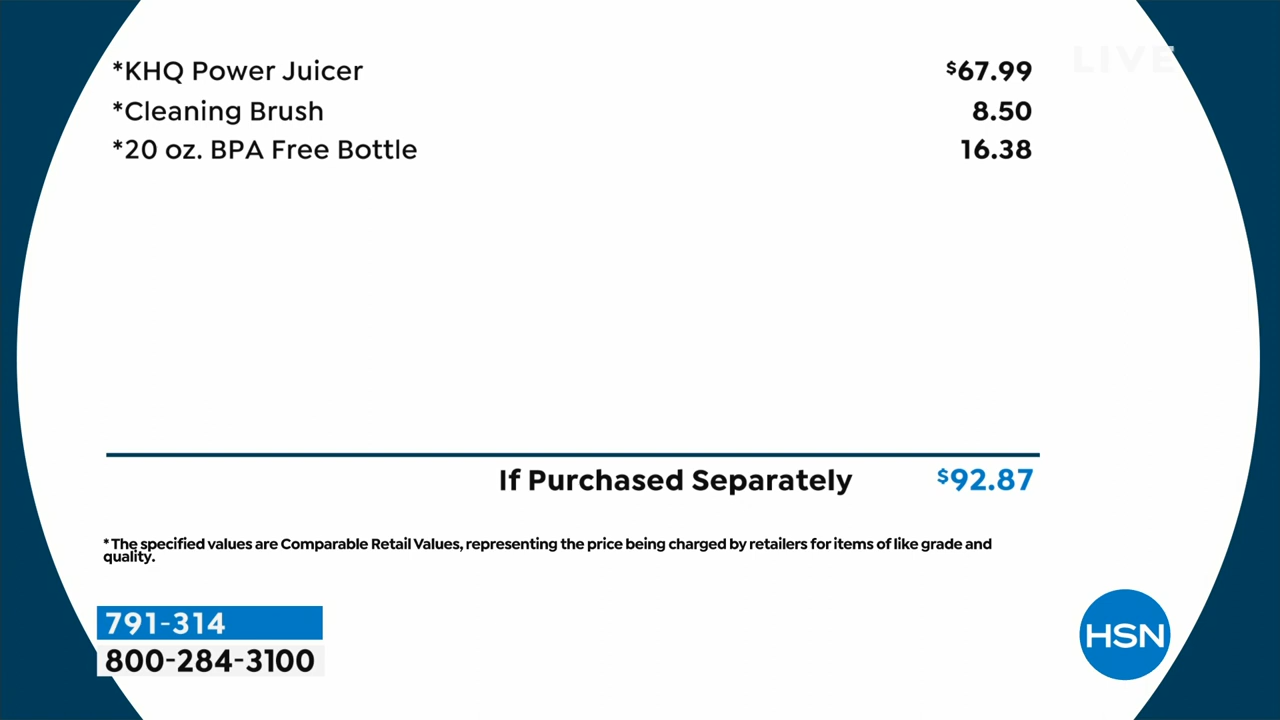 LIVE
*KHQ Power Juicer $67.99
*Cleaning Brush 8.50
*20 oz. BPA Free Bottle 16.38
If Purchased Separately $92.87
*The specified values are Comparable Retail Values, representing the price being charged by retailers for items of like grade and
quality.
791-314
800-284-3100
HSN